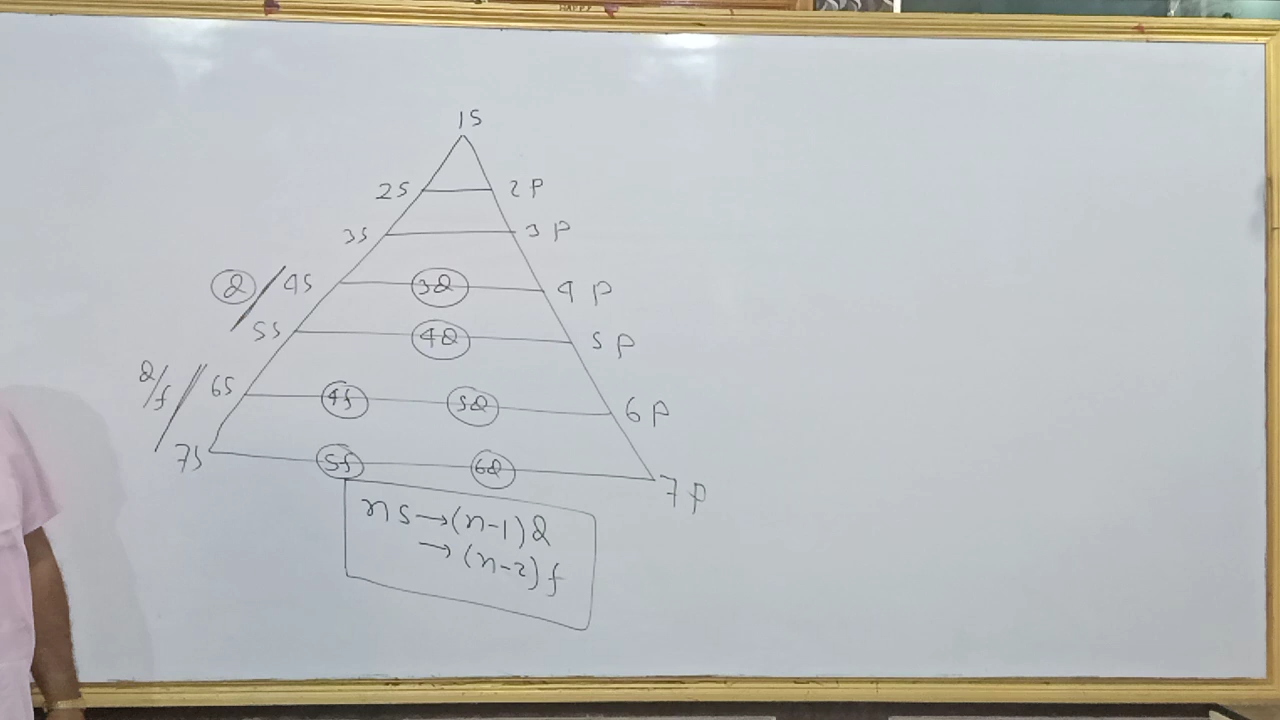 HAPPY
1S
2S 2P
3S 3P
d / 4S 3d 4P
5S 4d 5P
d/f // 6S 4f 5d 6P
7S 5f 6d 7P
ns→(n-1)d
→(n-2)f